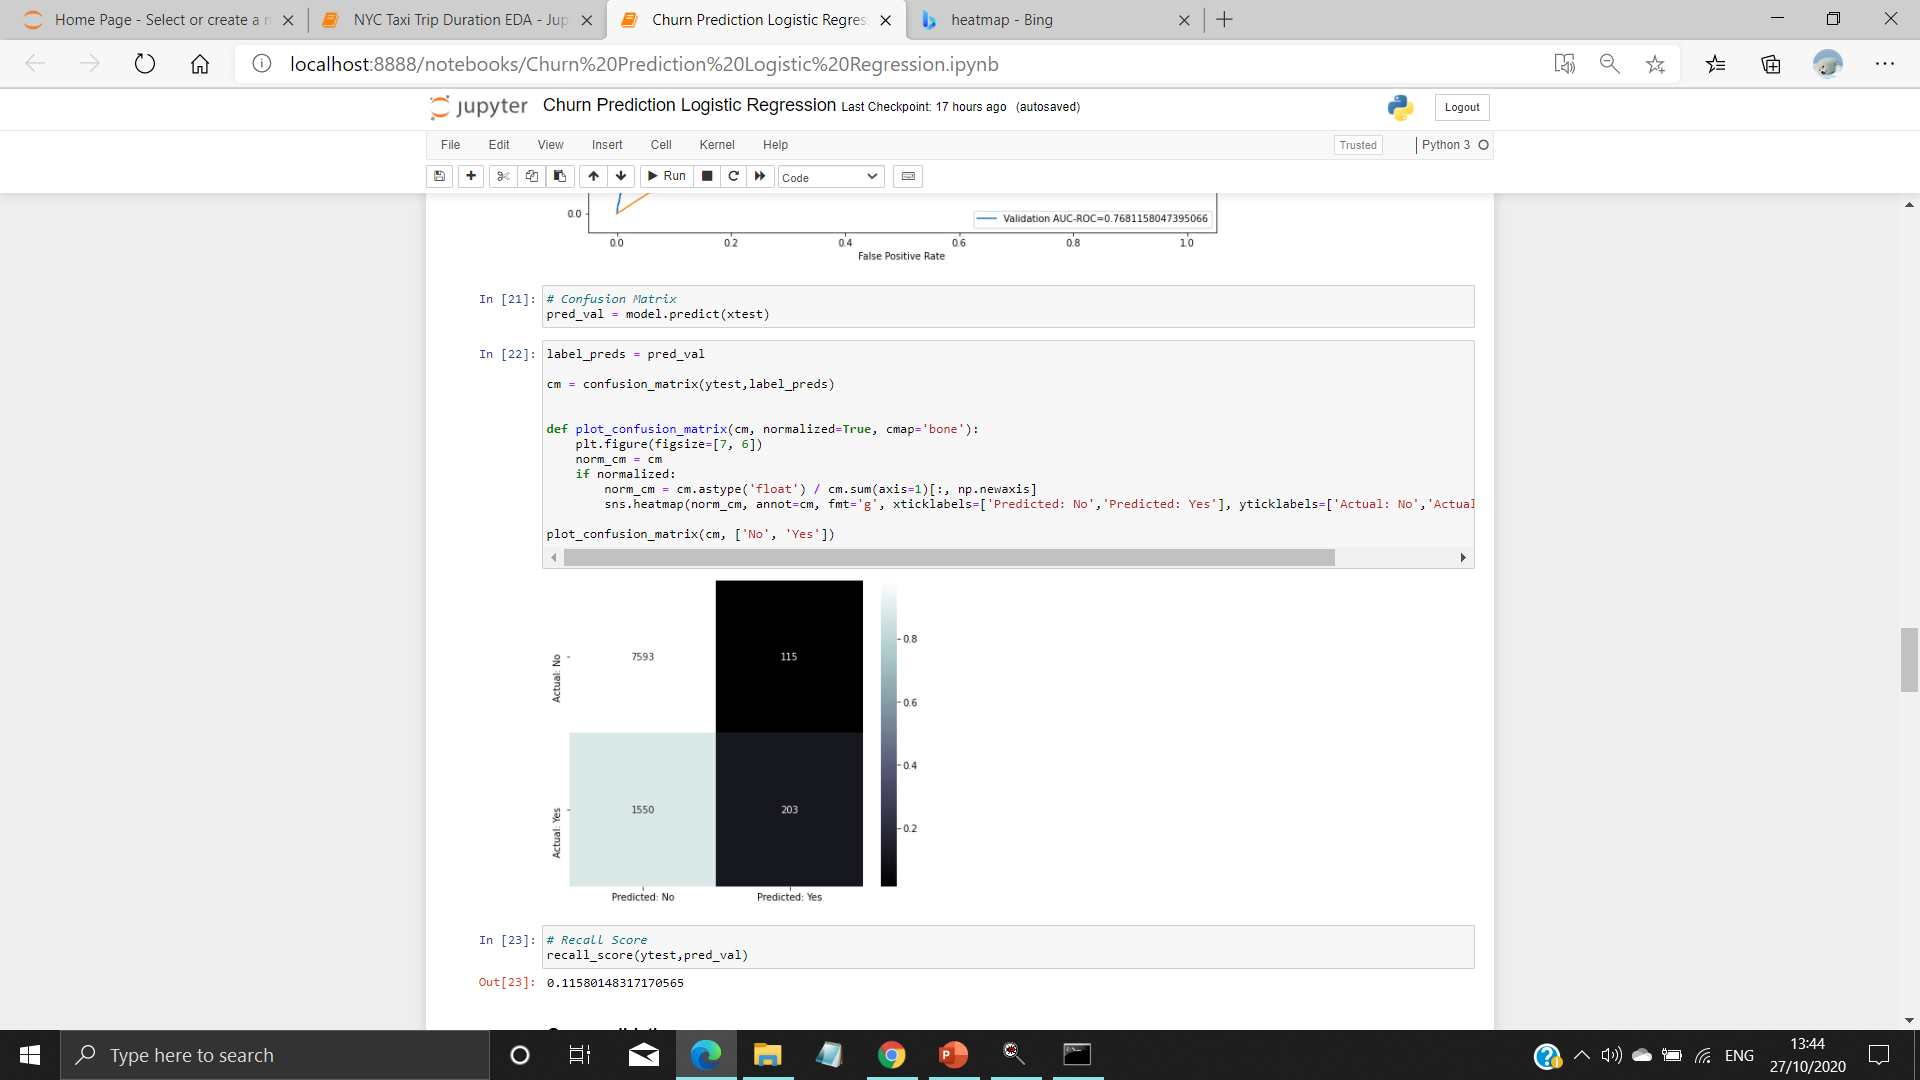 Home Page - Select or create a n
NYC Taxi Trip Duration EDA - Jup
Churn Prediction Logistic Regres
heatmap - Bing
localhost:8888/notebooks/Churn%20Prediction%20Logistic%20Regression.ipynb
jupyter Churn Prediction Logistic Regression Last Checkpoint: 17 hours ago (autosaved)
Logout
File Edit View Insert Cell Kernel Help
Trusted
Python 3
Run
Code
0.0
Validation AUC-ROC=0.7681158047395066
0.0 0.2 0.4 0.6 0.8 1.0
False Positive Rate
In [21]: # Confusion Matrix
pred_val = model.predict(xtest)
In [22]: label_preds = pred_val
cm = confusion_matrix(ytest,label_preds)
def plot_confusion_matrix(cm, normalized=True, cmap='bone'):
plt.figure(figsize=[7, 6])
norm_cm = cm
if normalized:
norm_cm = cm.astype('float') / cm.sum(axis=1)[:, np.newaxis]
sns.heatmap(norm_cm, annot=cm, fmt='g', xticklabels=['Predicted: No','Predicted: Yes'], yticklabels=['Actual: No','Actual
plot_confusion_matrix(cm, ['No', 'Yes'])
Actual: No
7593 115
Actual: Yes
1550 203
Predicted: No Predicted: Yes
0.8
0.6
0.4
0.2
In [23]: # Recall Score
recall_score(ytest,pred_val)
Out[23]: 0.11580148317170565
Type here to search
ENG
13:44
27/10/2020